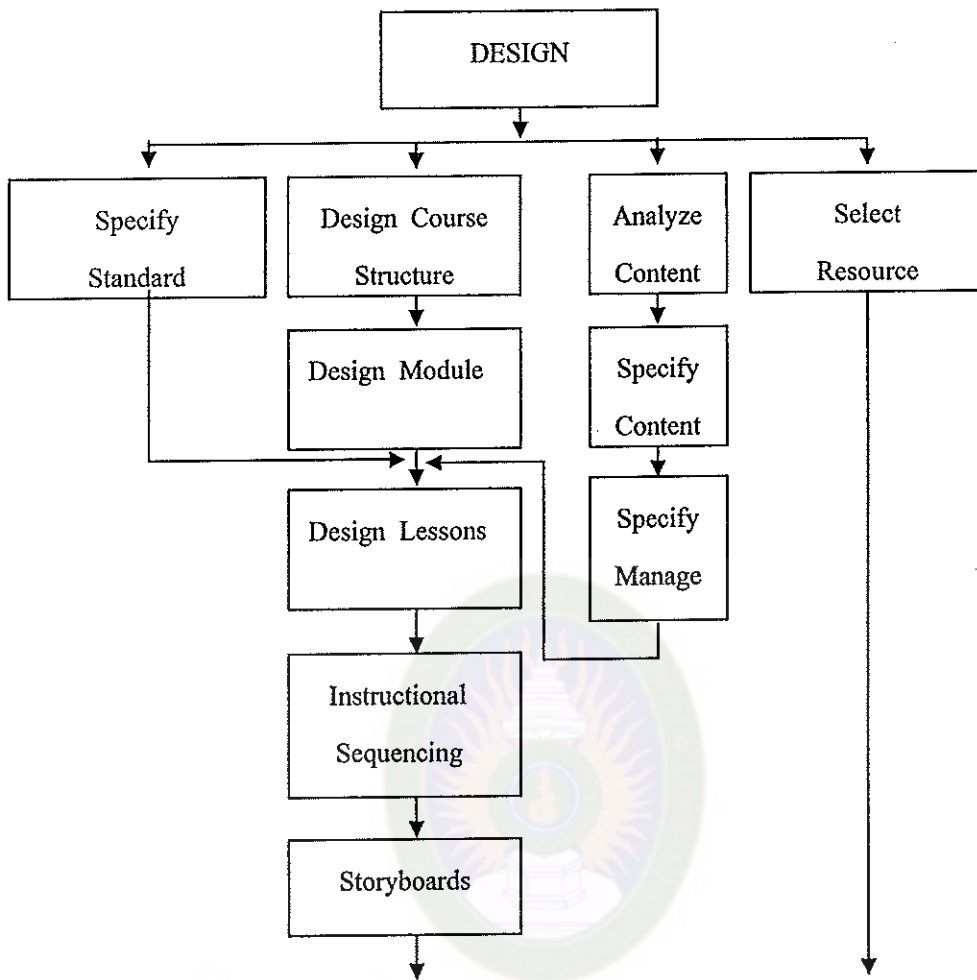 DESIGN
Specify
Standard
Design Course
Structure
Analyze
Content
Select
Resource
Design Module
Specify
Content
Design Lessons
Specify
Manage
Instructional
Sequencing
Storyboards